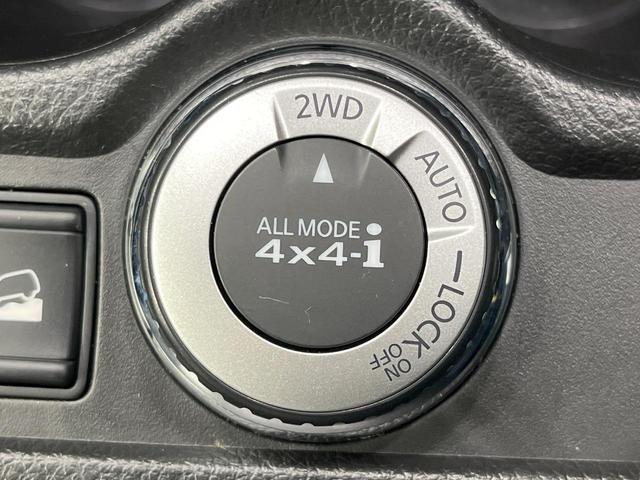 2WD
AUTO
LOCK
ON
OFF
ALL MODE
4x4-i